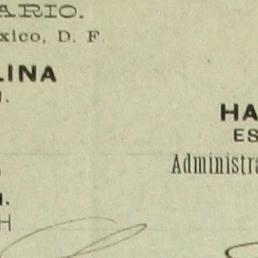 ARIO.
xico, D. F.
LINA
HA
ES
Administra
H